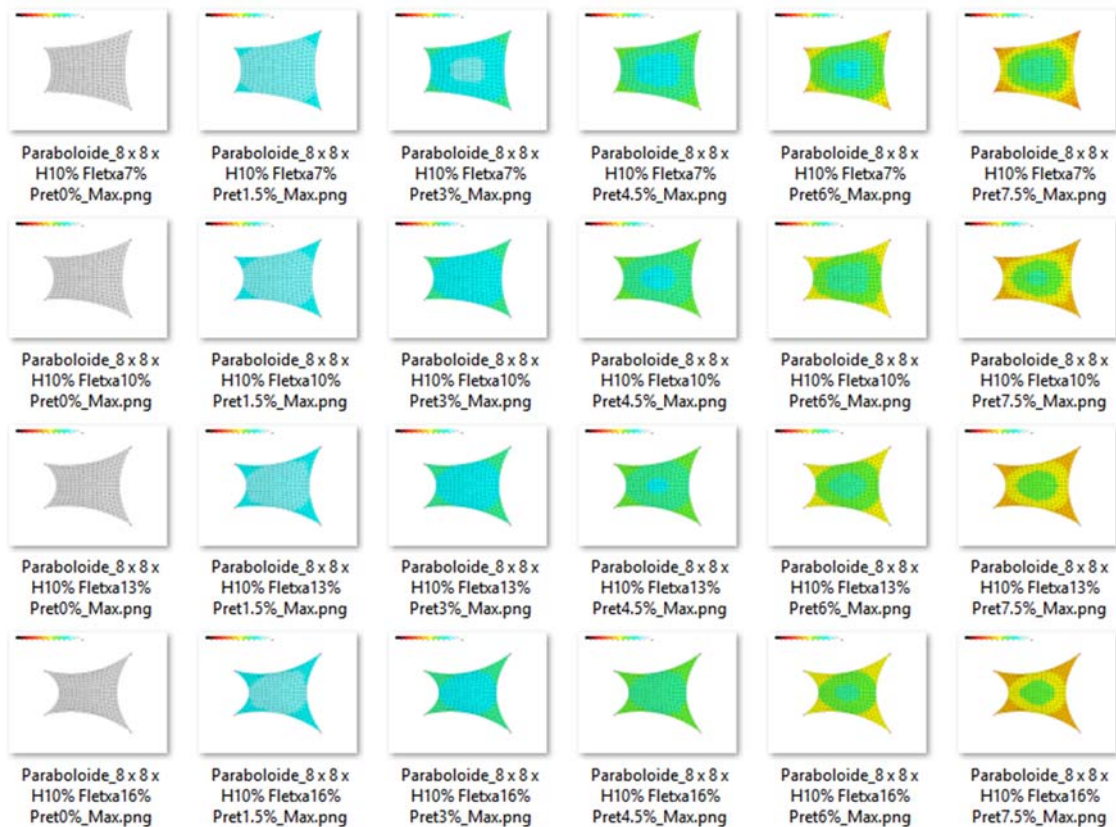 Paraboloide_8 x 8 x
H10% Fletxa7%
Pret0%_Max.png
Paraboloide_8 x 8 x
H10% Fletxa7%
Pret1.5%_Max.png
Paraboloide_8 x 8 x
H10% Fletxa7%
Pret3%_Max.png
Paraboloide_8 x 8 x
H10% Fletxa7%
Pret4.5%_Max.png
Paraboloide_8 x 8 x
H10% Fletxa7%
Pret6%_Max.png
Paraboloide_8 x 8 x
H10% Fletxa7%
Pret7.5%_Max.png
Paraboloide_8 x 8 x
H10% Fletxa10%
Pret0%_Max.png
Paraboloide_8 x 8 x
H10% Fletxa10%
Pret1.5%_Max.png
Paraboloide_8 x 8 x
H10% Fletxa10%
Pret3%_Max.png
Paraboloide_8 x 8 x
H10% Fletxa10%
Pret4.5%_Max.png
Paraboloide_8 x 8 x
H10% Fletxa10%
Pret6%_Max.png
Paraboloide_8 x 8 x
H10% Fletxa10%
Pret7.5%_Max.png
Paraboloide_8 x 8 x
H10% Fletxa13%
Pret0%_Max.png
Paraboloide_8 x 8 x
H10% Fletxa13%
Pret1.5%_Max.png
Paraboloide_8 x 8 x
H10% Fletxa13%
Pret3%_Max.png
Paraboloide_8 x 8 x
H10% Fletxa13%
Pret4.5%_Max.png
Paraboloide_8 x 8 x
H10% Fletxa13%
Pret6%_Max.png
Paraboloide_8 x 8 x
H10% Fletxa13%
Pret7.5%_Max.png
Paraboloide_8 x 8 x
H10% Fletxa16%
Pret0%_Max.png
Paraboloide_8 x 8 x
H10% Fletxa16%
Pret1.5%_Max.png
Paraboloide_8 x 8 x
H10% Fletxa16%
Pret3%_Max.png
Paraboloide_8 x 8 x
H10% Fletxa16%
Pret4.5%_Max.png
Paraboloide_8 x 8 x
H10% Fletxa16%
Pret6%_Max.png
Paraboloide_8 x 8 x
H10% Fletxa16%
Pret7.5%_Max.png